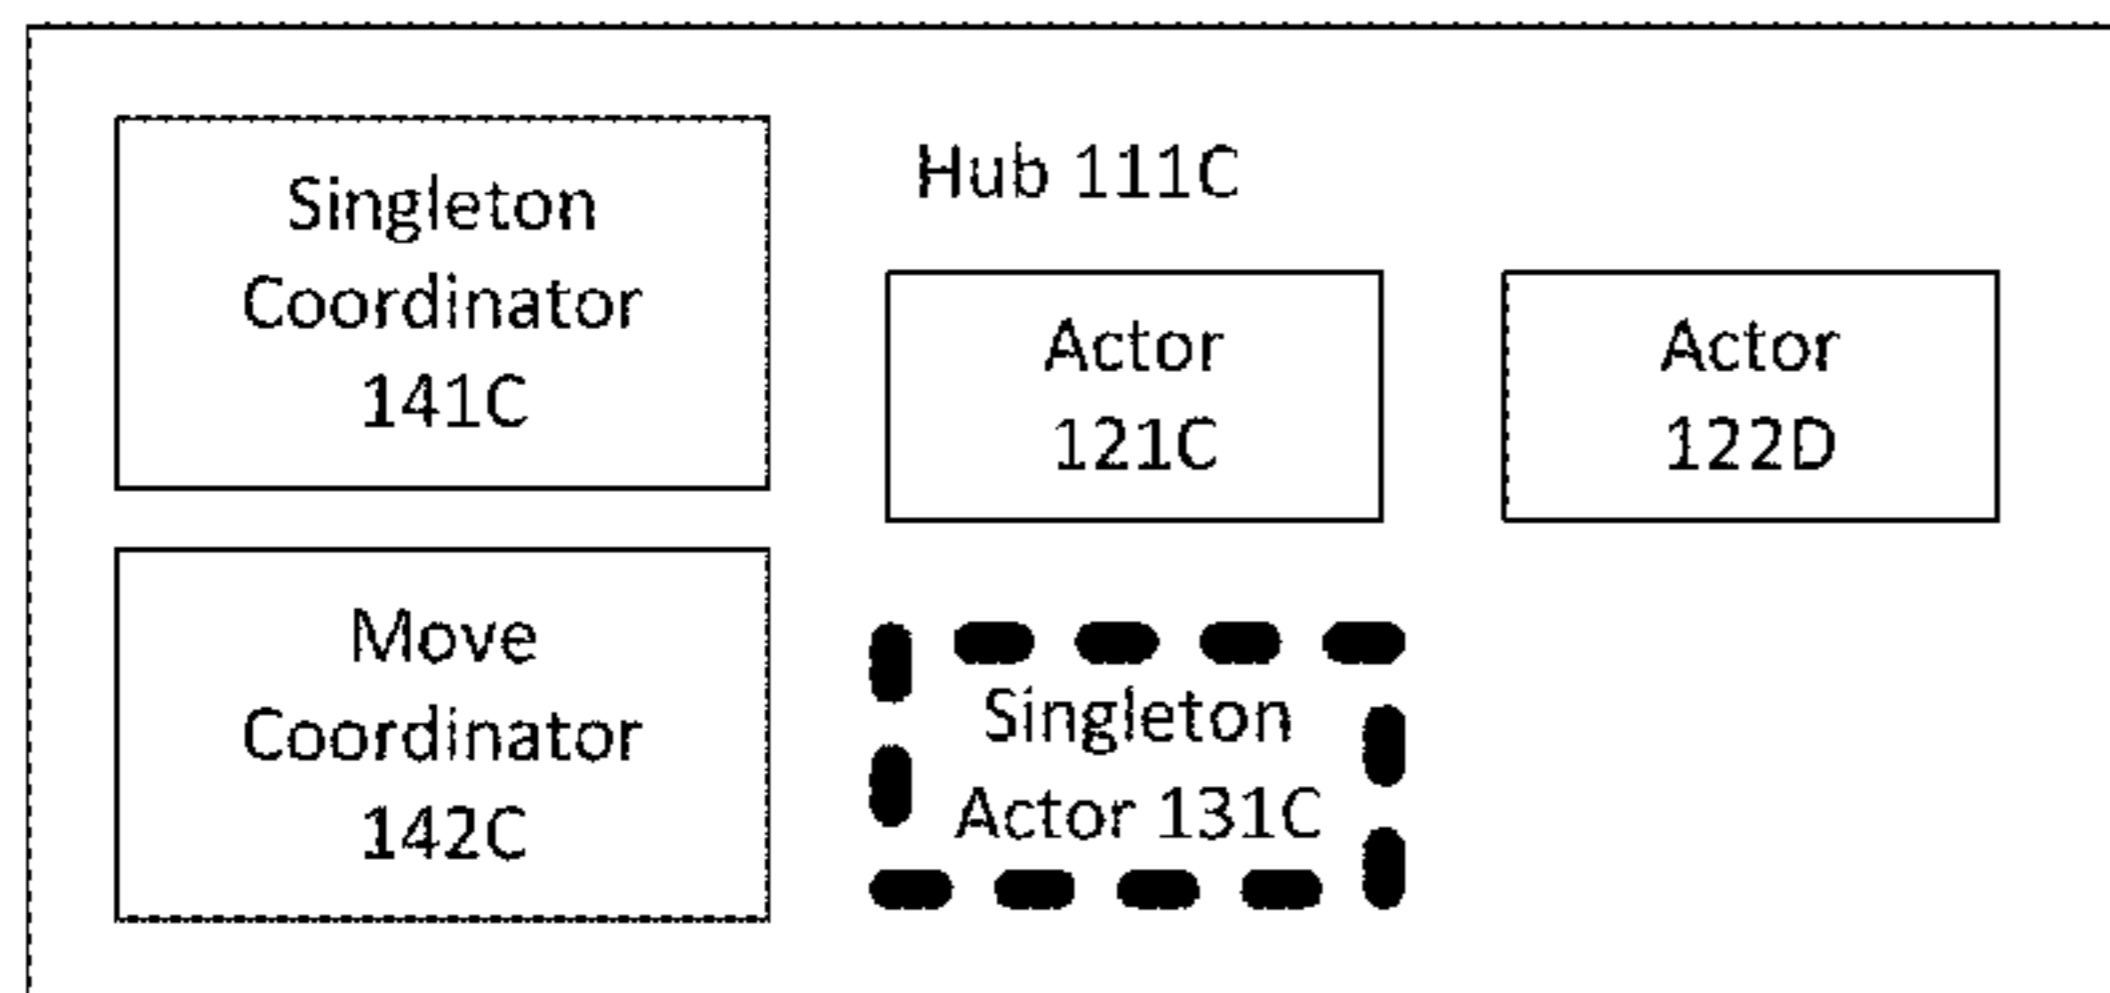 Singleton
Coordinator
141C
Hub 111C
Actor
121C
Actor
122D
Move
Coordinator
142C
Singleton
Actor 131C